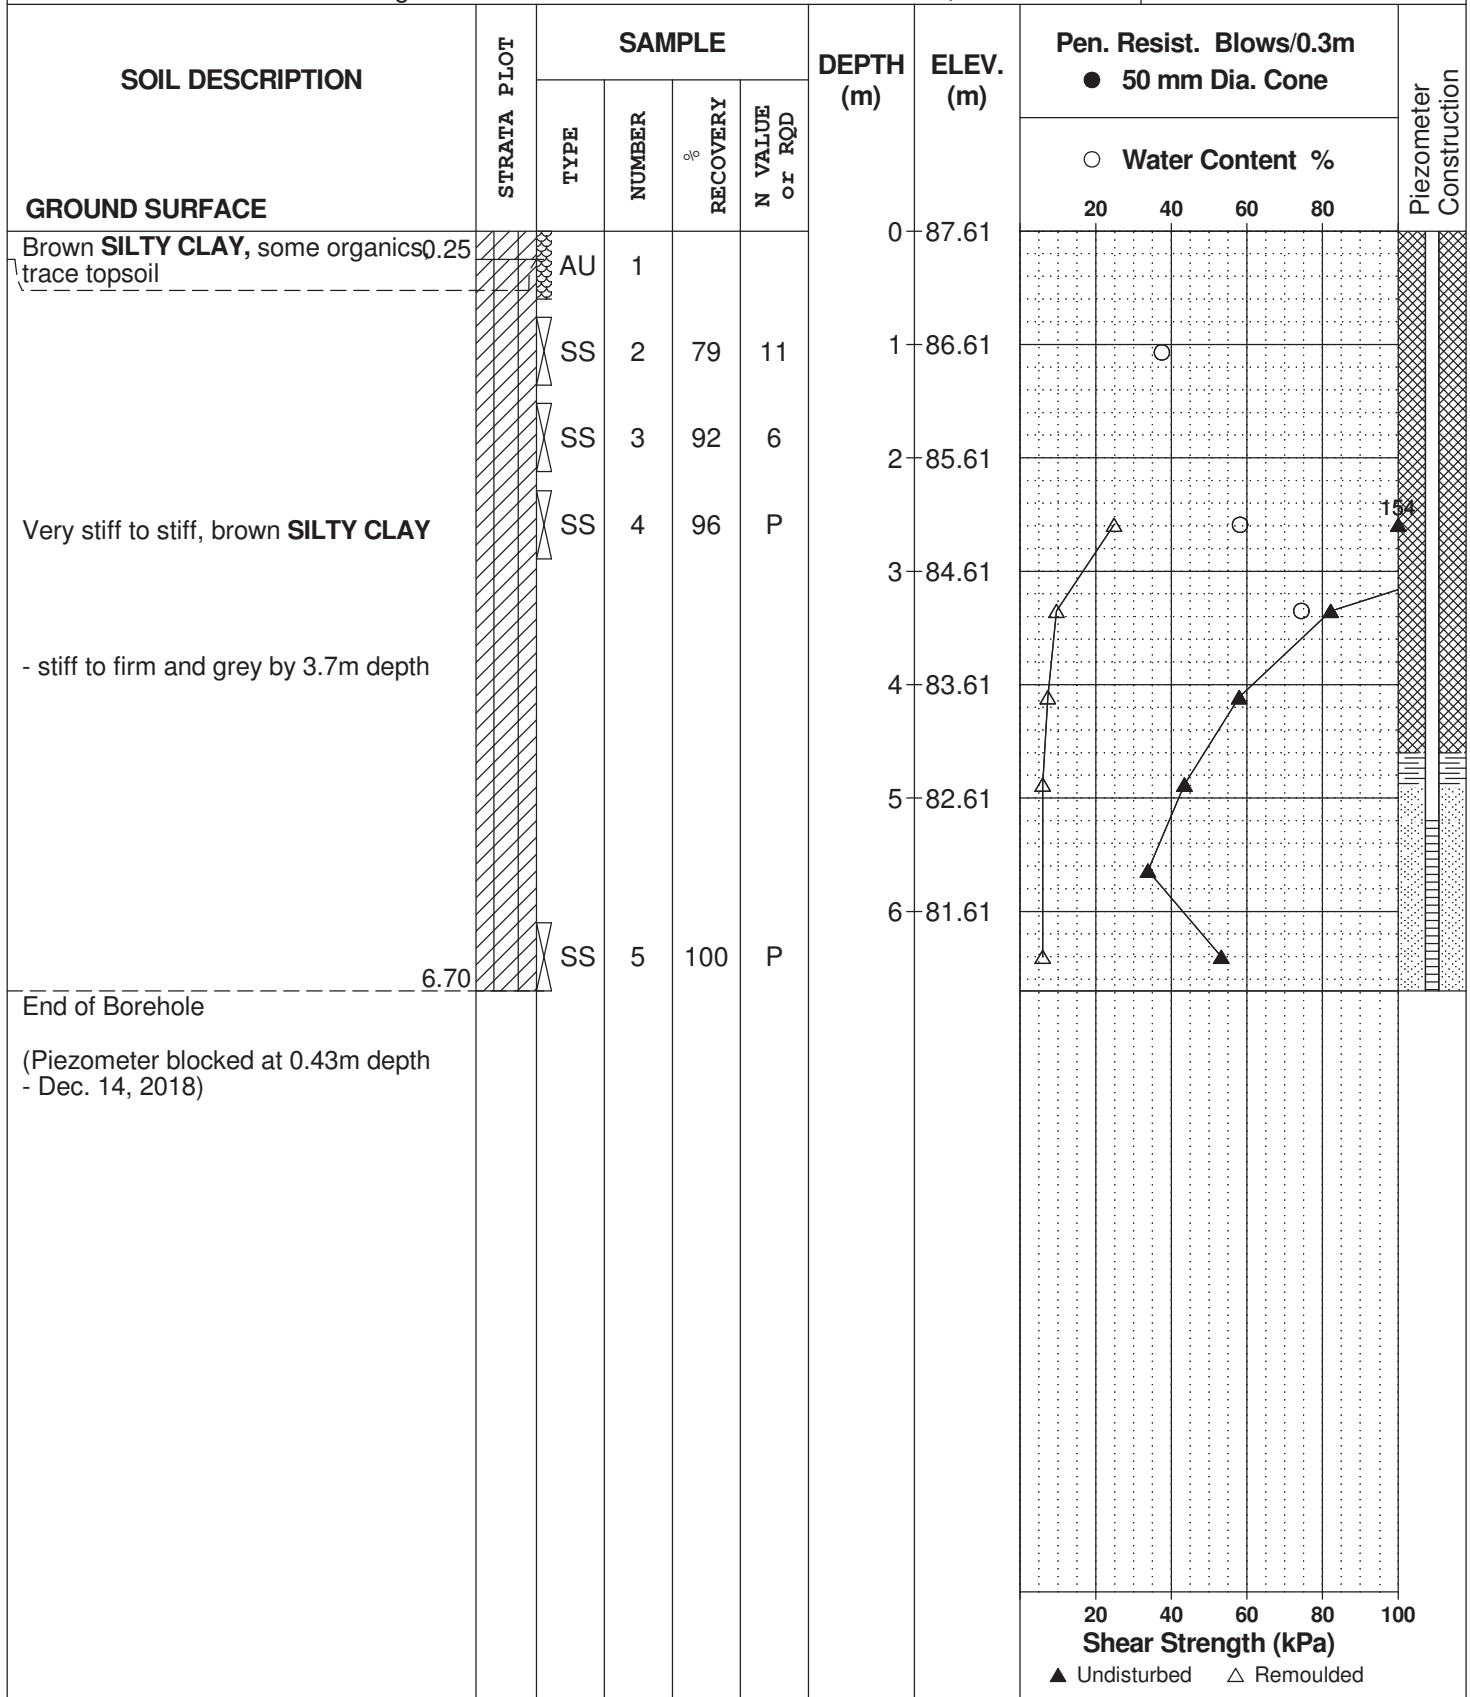 SOIL DESCRIPTION
GROUND SURFACE
STRATA PLOT
SAMPLE
TYPE
NUMBER
% RECOVERY
N VALUE
or RQD
DEPTH
(m)
ELEV.
(m)
Pen. Resist. Blows/0.3m
● 50 mm Dia. Cone
○ Water Content %
20 40 60 80
Piezometer
Construction
0 87.61
Brown SILTY CLAY, some organics, 0.25
trace topsoil
AU 1
1 86.61
SS 2 79 11
SS 3 92 6
2 85.61
154
Very stiff to stiff, brown SILTY CLAY
SS 4 96 P
3 84.61
- stiff to firm and grey by 3.7m depth
4 83.61
5 82.61
6 81.61
SS 5 100 P
6.70
End of Borehole
(Piezometer blocked at 0.43m depth
- Dec. 14, 2018)
20 40 60 80 100
Shear Strength (kPa)
▲ Undisturbed △ Remoulded